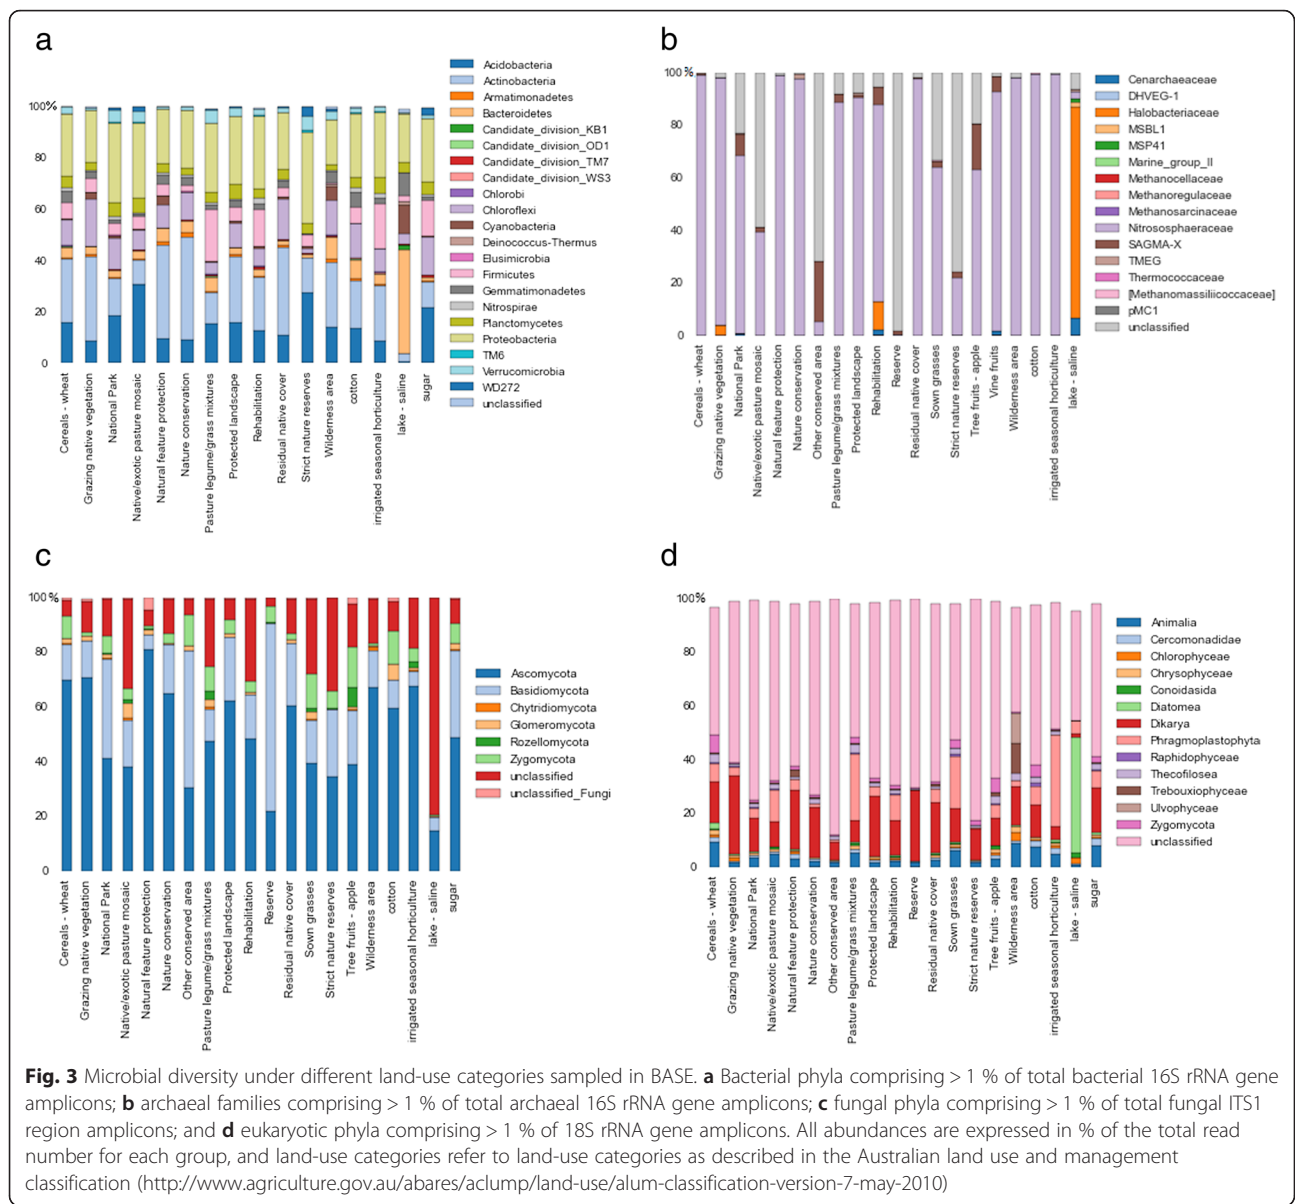 a
100%
80
60
40
20
0
Cereals - wheat
Grazing native vegetation
National Park
Native/exotic pasture mosaic
Natural feature protection
Nature conservation
Pasture legume/grass mixtures
Protected landscape
Rehabilitation
Residual native cover
Strict nature reserves
Wilderness area
cotton
irrigated seasonal horticulture
lake - saline
sugar
Acidobacteria
Actinobacteria
Armatimonadetes
Bacteroidetes
Candidate_division_KB1
Candidate_division_OD1
Candidate_division_TM7
Candidate_division_WS3
Chlorobi
Chloroflexi
Cyanobacteria
Deinococcus-Thermus
Elusimicrobia
Firmicutes
Gemmatimonadetes
Nitrospirae
Planctomycetes
Proteobacteria
TM6
Verrucomicrobia
WD272
unclassified
b
100%
80
60
40
20
0
Cereals - wheat
Grazing native vegetation
National Park
Native/exotic pasture mosaic
Natural feature protection
Nature conservation
Other conserved area
Pasture legume/grass mixtures
Protected landscape
Rehabilitation
Reserve
Residual native cover
Sown grasses
Strict nature reserves
Tree fruits - apple
Vine fruits
Wilderness area
cotton
irrigated seasonal horticulture
lake - saline
Cenarchaeaceae
DHVEG-1
Halobacteriaceae
MSBL1
MSP41
Marine_group_II
Methanocellaceae
Methanoregulaceae
Methanosarcinaceae
Nitrososphaeraceae
SAGMA-X
TMEG
Thermococcaceae
[Methanomassiliicoccaceae]
pMC1
unclassified
c
100%
80
60
40
20
0
Cereals - wheat
Grazing native vegetation
National Park
Native/exotic pasture mosaic
Natural feature protection
Nature conservation
Other conserved area
Pasture legume/grass mixtures
Protected landscape
Rehabilitation
Reserve
Residual native cover
Sown grasses
Strict nature reserves
Tree fruits - apple
Wilderness area
cotton
irrigated seasonal horticulture
lake - saline
sugar
Ascomycota
Basidiomycota
Chytridiomycota
Glomeromycota
Rozellomycota
Zygomycota
unclassified
unclassified_Fungi
d
100%
80
60
40
20
0
Cereals - wheat
Grazing native vegetation
National Park
Native/exotic pasture mosaic
Natural feature protection
Nature conservation
Other conserved area
Pasture legume/grass mixtures
Protected landscape
Rehabilitation
Reserve
Residual native cover
Sown grasses
Strict nature reserves
Tree fruits - apple
Wilderness area
cotton
irrigated seasonal horticulture
lake - saline
sugar
Animalia
Cercomonadidae
Chlorophyceae
Chrysophyceae
Conoidasida
Diatomea
Dikarya
Phragmoplastophyta
Raphidophyceae
Thecofilosea
Trebouxiophyceae
Ulvophyceae
Zygomycota
unclassified
Fig. 3 Microbial diversity under different land-use categories sampled in BASE. a Bacterial phyla comprising > 1 % of total bacterial 16S rRNA gene
amplicons; b archaeal families comprising > 1 % of total archaeal 16S rRNA gene amplicons; c fungal phyla comprising > 1 % of total fungal ITS1
region amplicons; and d eukaryotic phyla comprising > 1 % of 18S rRNA gene amplicons. All abundances are expressed in % of the total read
number for each group, and land-use categories refer to land-use categories as described in the Australian land use and management
classification (http://www.agriculture.gov.au/abares/aclump/land-use/alum-classification-version-7-may-2010)